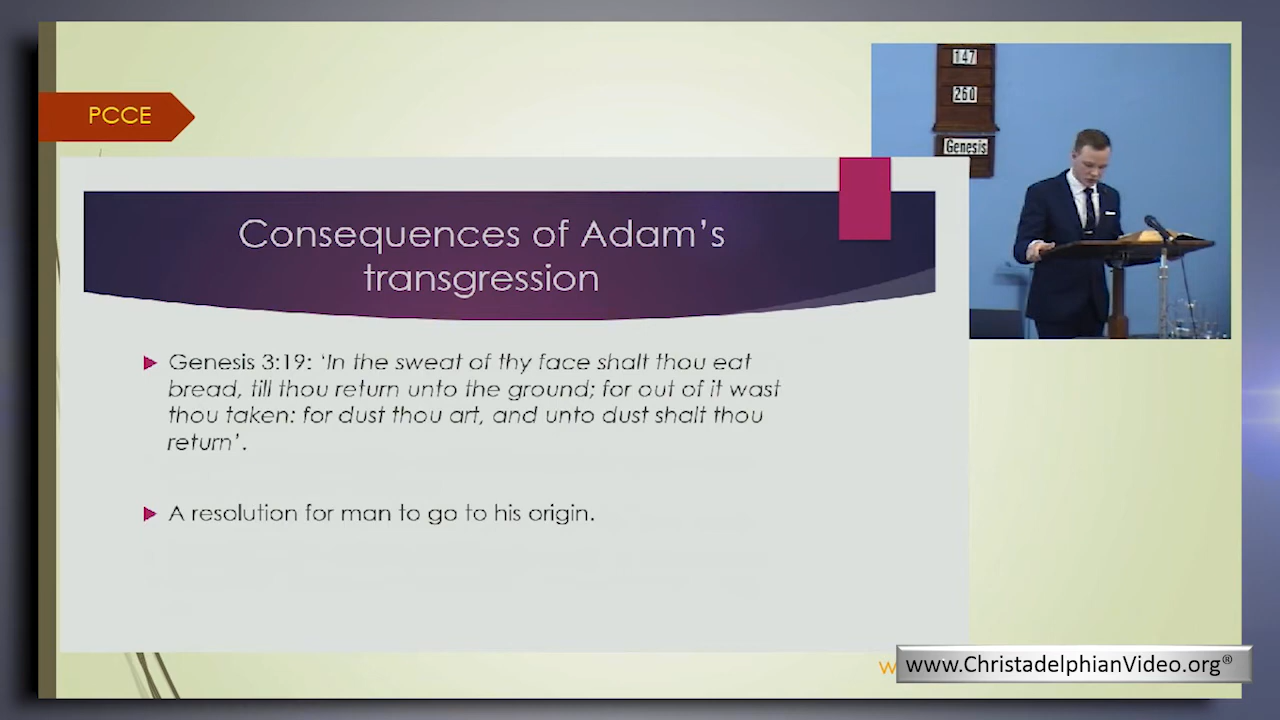 PCCE
147
260
Genesis
Consequences of Adam's
transgression
Genesis 3:19: 'In the sweat of thy face shalt thou eat
bread, till thou return unto the ground; for out of it wast
thou taken: for dust thou art, and unto dust shalt thou
return'.
A resolution for man to go to his origin.
www.ChristadelphianVideo.org®